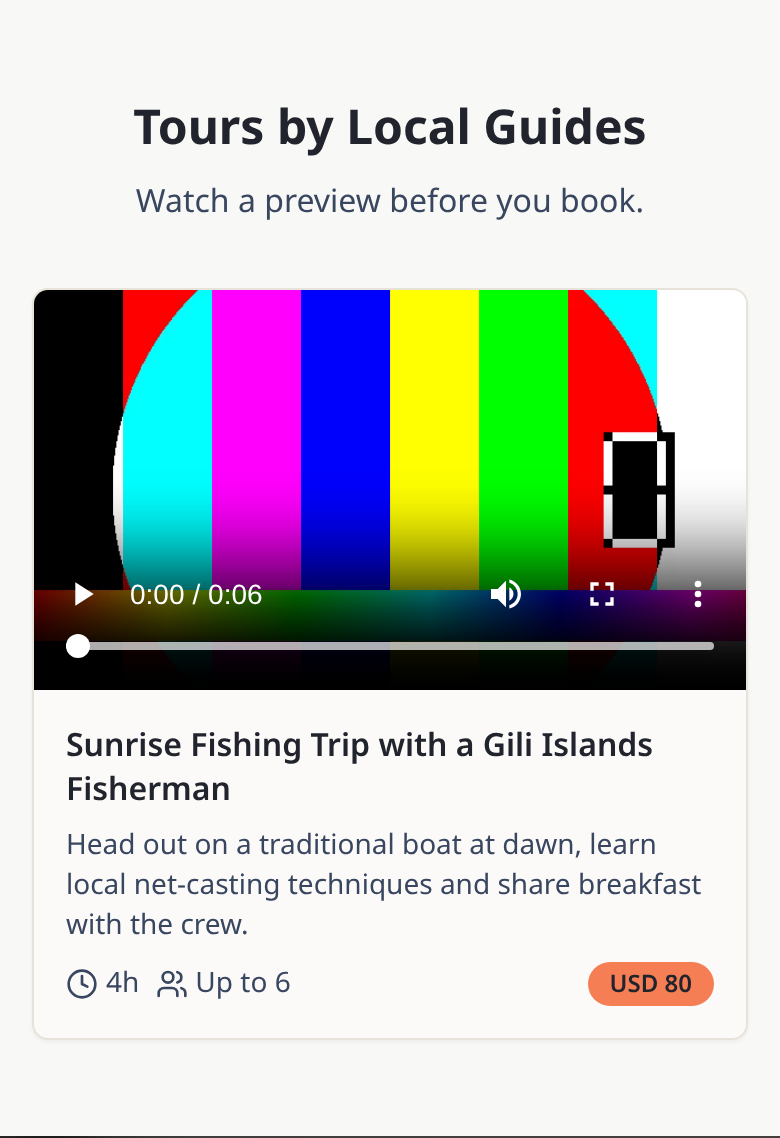 Tours by Local Guides
Watch a preview before you book.
0:00 / 0:06
Sunrise Fishing Trip with a Gili Islands
Fisherman
Head out on a traditional boat at dawn, learn
local net-casting techniques and share breakfast
with the crew.
4h Up to 6 USD 80